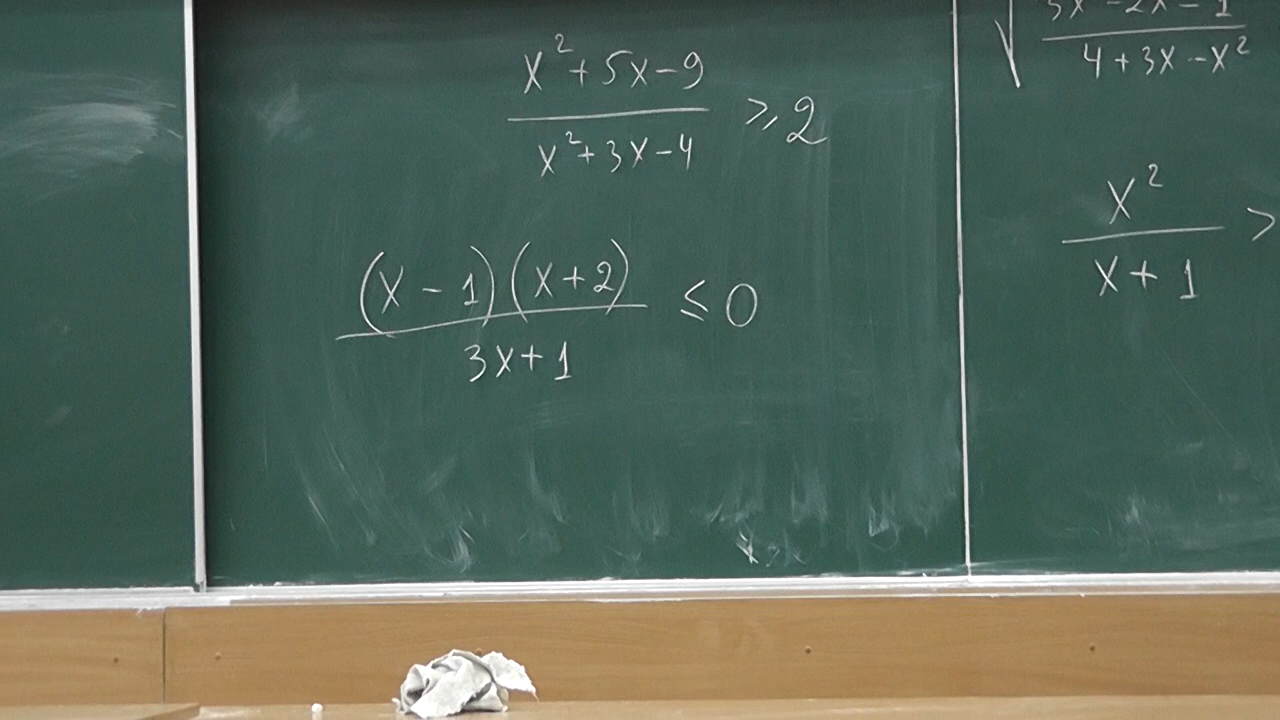 x²+5x-9
x²+3x-4
⩾2
(x-1)(x+2)
3x+1
≤0
√
4+3x-x²
x²
x+1
>